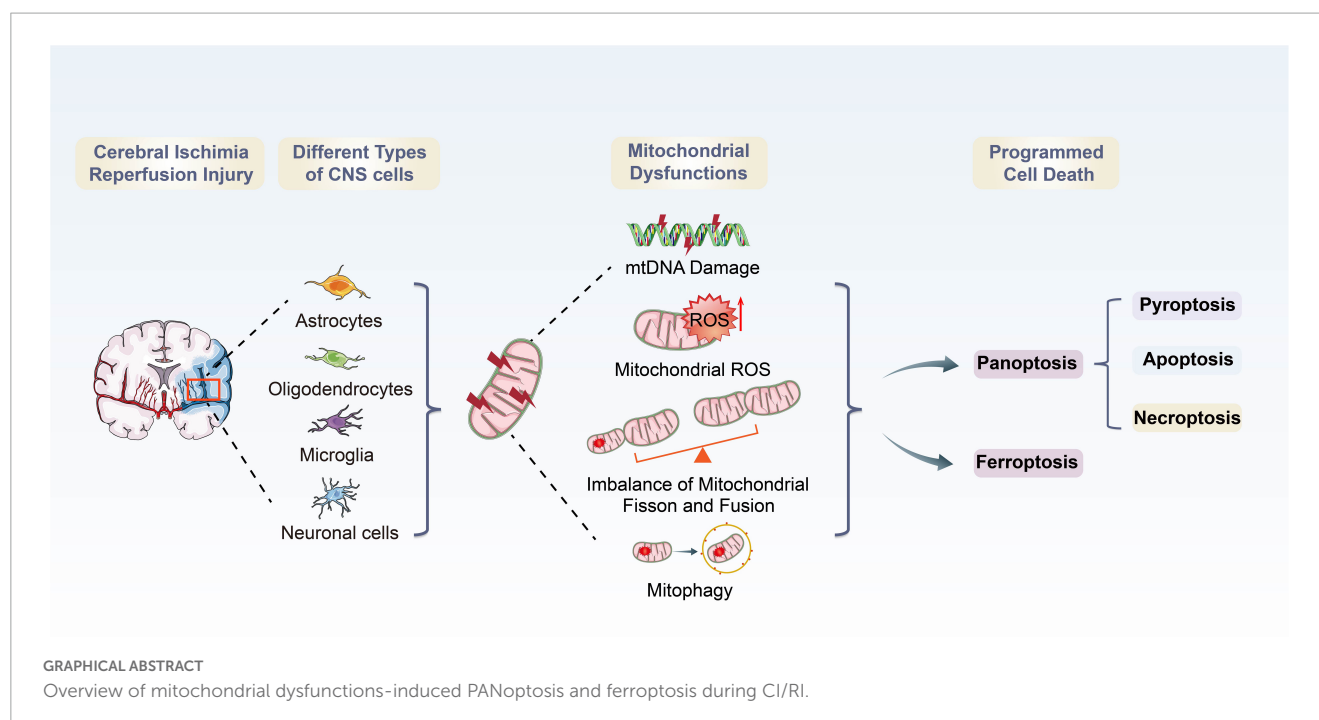 Cerebral Ischimia
Reperfusion Injury
Different Types
of CNS cells
Mitochondrial
Dysfunctions
Programmed
Cell Death
Astrocytes
Oligodendrocytes
Microglia
Neuronal cells
mtDNA Damage
ROS
Mitochondrial ROS
Imbalance of Mitochondrial
Fisson and Fusion
Mitophagy
Panoptosis
Ferroptosis
Pyroptosis
Apoptosis
Necroptosis
GRAPHICAL ABSTRACT
Overview of mitochondrial dysfunctions-induced PANoptosis and ferroptosis during CI/RI.